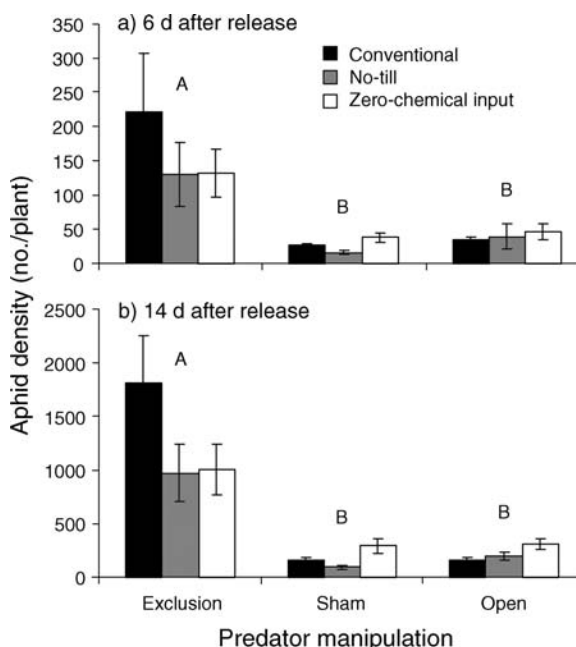 a) 6 d after release
Conventional
No-till
Zero-chemical input
350
300
250
200
150
100
50
0
A
B
B
b) 14 d after release
2500
2000
1500
1000
500
0
A
B
B
Aphid density (no./plant)
Exclusion Sham Open
Predator manipulation